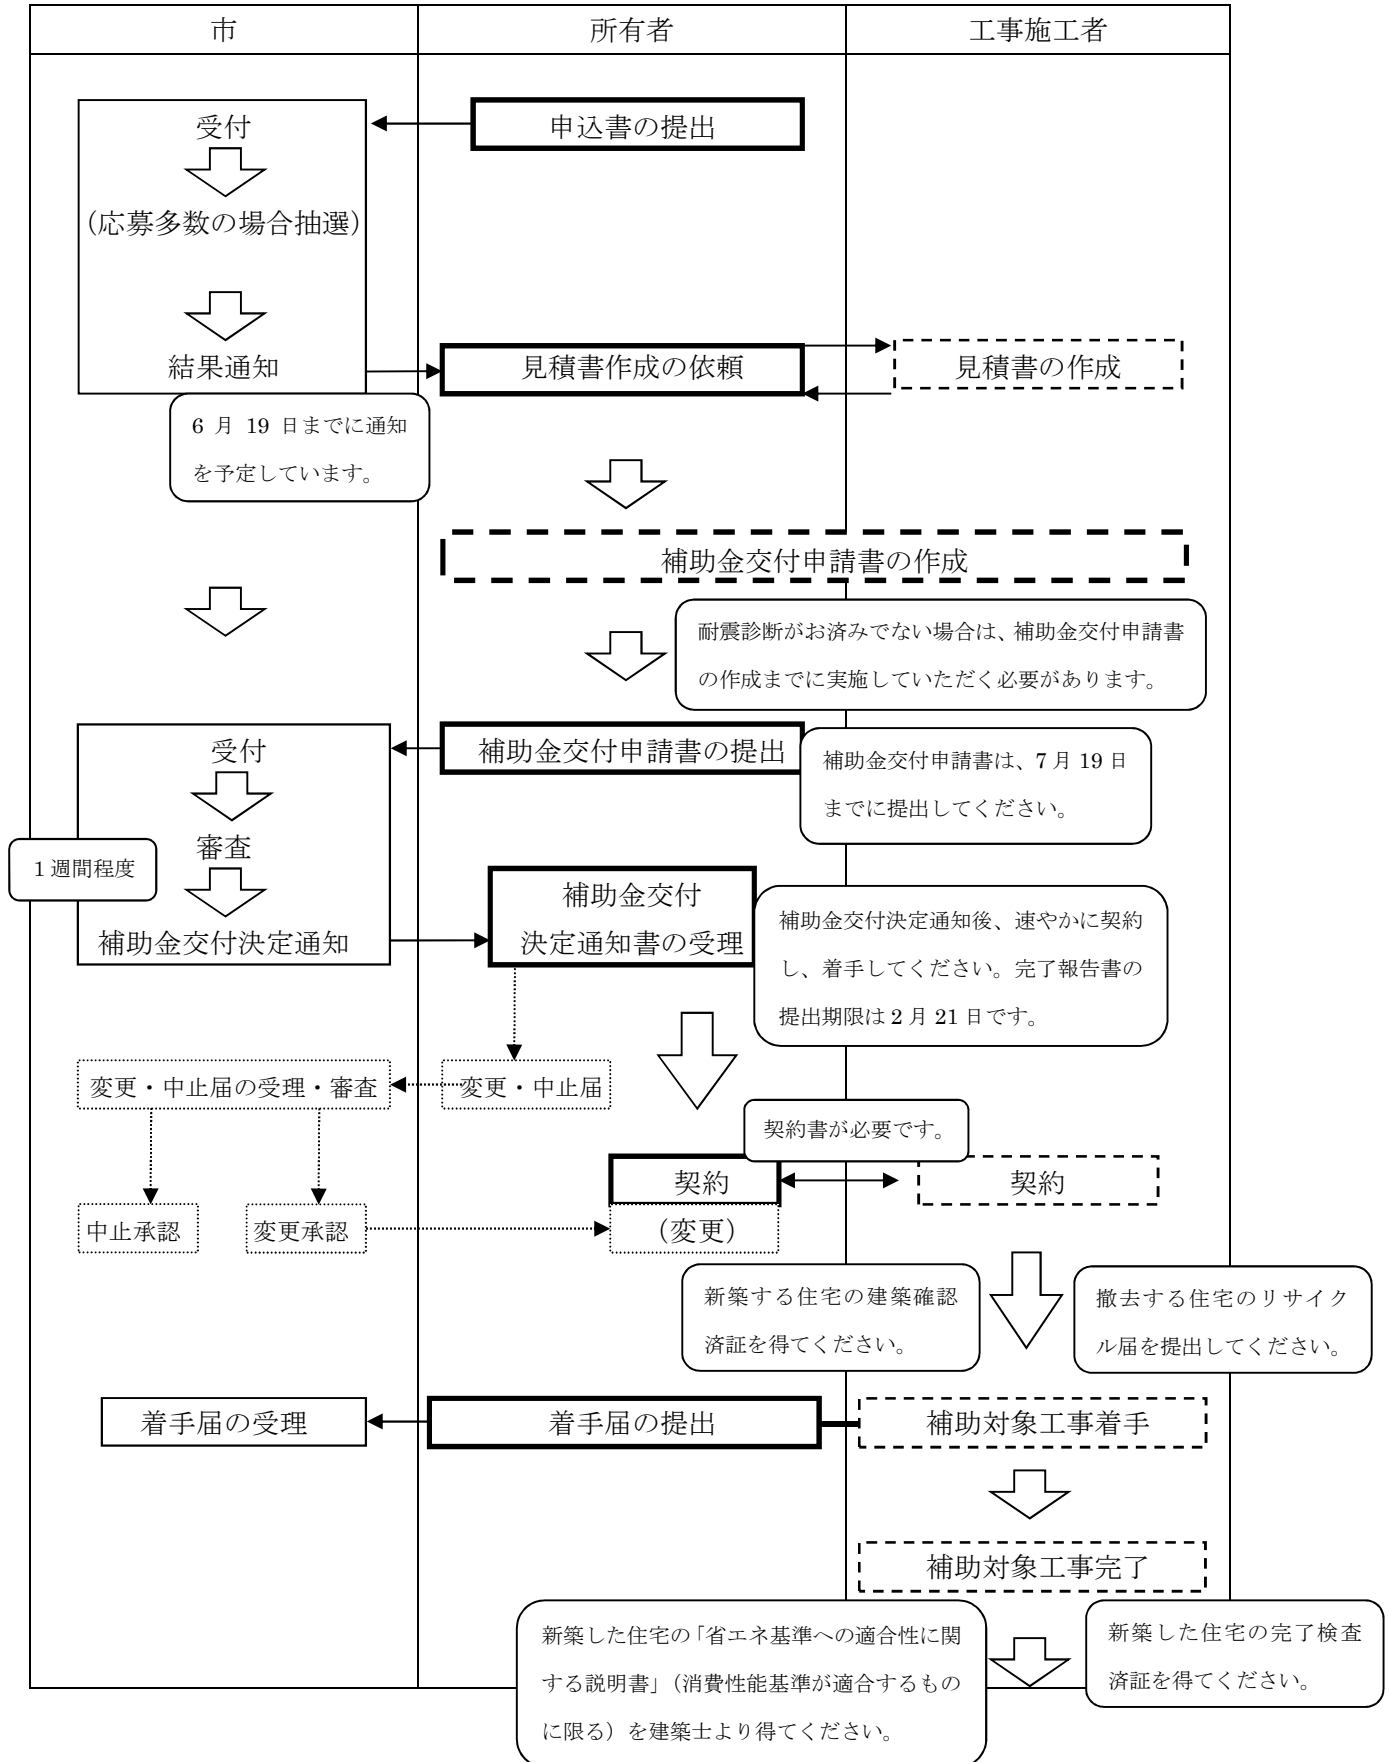 市
所有者
工事施工者
受付
申込書の提出
（応募多数の場合抽選）
結果通知
見積書作成の依頼
見積書の作成
6 月 19 日までに通知
を予定しています。
補助金交付申請書の作成
耐震診断がお済みでない場合は、補助金交付申請書
の作成までに実施していただく必要があります。
受付
補助金交付申請書の提出
補助金交付申請書は、7 月 19 日
までに提出してください。
審査
１週間程度
補助金交付決定通知
補助金交付
決定通知書の受理
補助金交付決定通知後、速やかに契約
し、着手してください。完了報告書の
提出期限は 2 月 21 日です。
変更・中止届の受理・審査
変更・中止届
契約書が必要です。
契約
契約
中止承認
変更承認
（変更）
新築する住宅の建築確認
済証を得てください。
撤去する住宅のリサイク
ル届を提出してください。
着手届の受理
着手届の提出
補助対象工事着手
補助対象工事完了
新築した住宅の「省エネ基準への適合性に関
する説明書」（消費性能基準が適合するもの
に限る）を建築士より得てください。
新築した住宅の完了検査
済証を得てください。